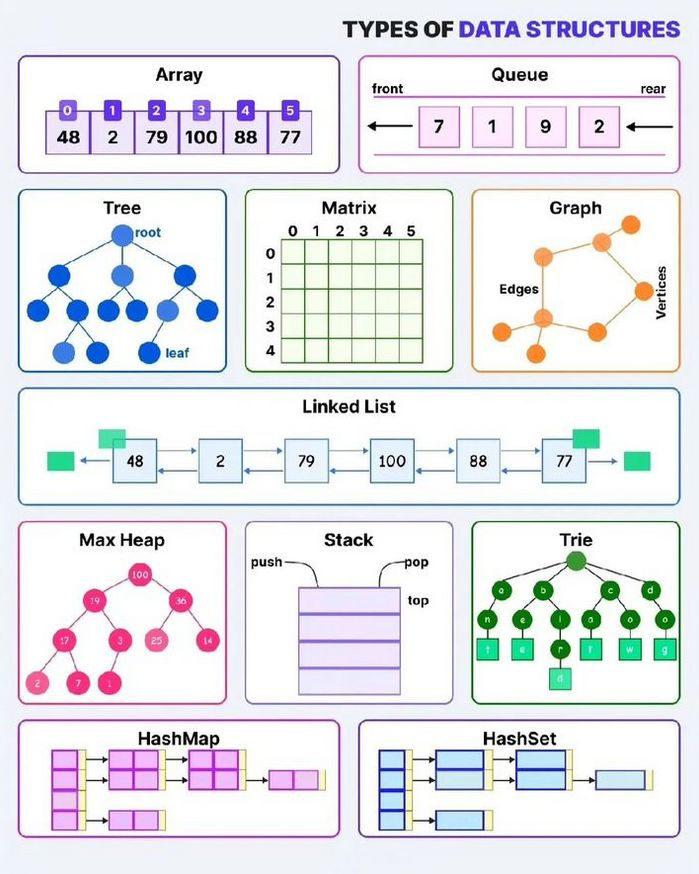 TYPES OF DATA STRUCTURES
Array
0 1 2 3 4 5
48 2 79 100 88 77
Queue
front rear
7 1 9 2
Tree
root
leaf
Matrix
0 1 2 3 4 5
0
1
2
3
4
Graph
Edges
Vertices
Linked List
48 2 79 100 88 77
Max Heap
100
19 36
17 3 25 14
2 7 1
Stack
push pop
top
Trie
a b c d
n e i a o o
t e r r w g
d
HashMap
HashSet